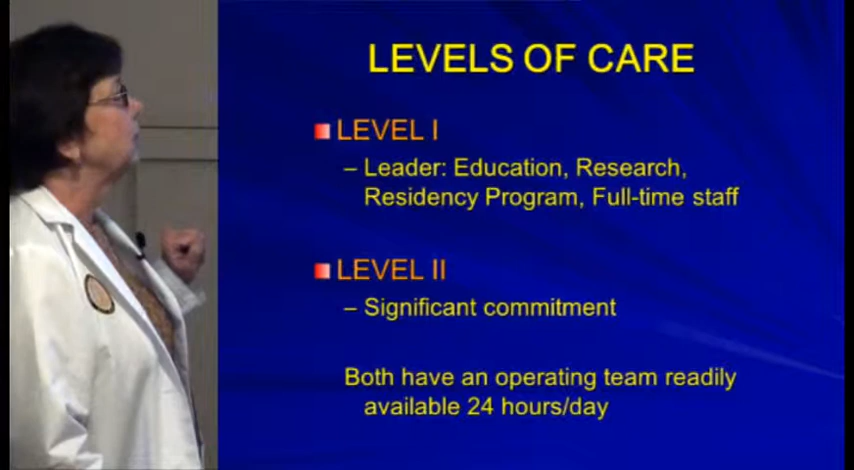 LEVELS OF CARE
LEVEL I
– Leader: Education, Research,
Residency Program, Full-time staff
LEVEL II
– Significant commitment
Both have an operating team readily
available 24 hours/day